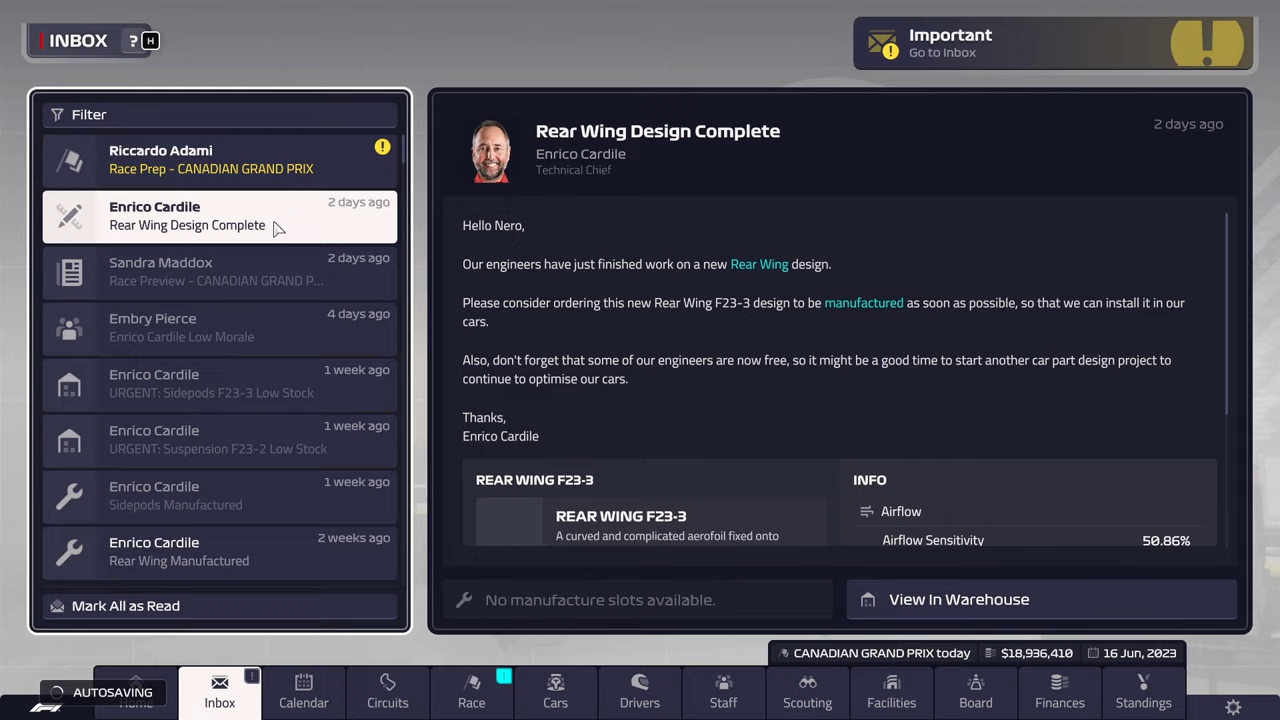 INBOX
? H
Important
Go to Inbox
Filter
Riccardo Adami
Race Prep - CANADIAN GRAND PRIX
Enrico Cardile
2 days ago
Rear Wing Design Complete
Sandra Maddox
2 days ago
Race Preview - CANADIAN GRAND P...
Embry Pierce
4 days ago
Enrico Cardile Low Morale
Enrico Cardile
1 week ago
URGENT: Sidepods F23-3 Low Stock
Enrico Cardile
1 week ago
URGENT: Suspension F23-2 Low Stock
Enrico Cardile
1 week ago
Sidepods Manufactured
Enrico Cardile
2 weeks ago
Rear Wing Manufactured
Mark All as Read
Rear Wing Design Complete
2 days ago
Enrico Cardile
Technical Chief
Hello Nero,
Our engineers have just finished work on a new Rear Wing design.
Please consider ordering this new Rear Wing F23-3 design to be manufactured as soon as possible, so that we can install it in our
cars.
Also, don't forget that some of our engineers are now free, so it might be a good time to start another car part design project to
continue to optimise our cars.
Thanks,
Enrico Cardile
REAR WING F23-3
REAR WING F23-3
A curved and complicated aerofoil fixed onto
INFO
Airflow
Airflow Sensitivity 50.86%
No manufacture slots available.
View In Warehouse
CANADIAN GRAND PRIX today
$18,936,410
16 Jun, 2023
AUTOSAVING
Home
Inbox
Calendar
Circuits
Race
Cars
Drivers
Staff
Scouting
Facilities
Board
Finances
Standings